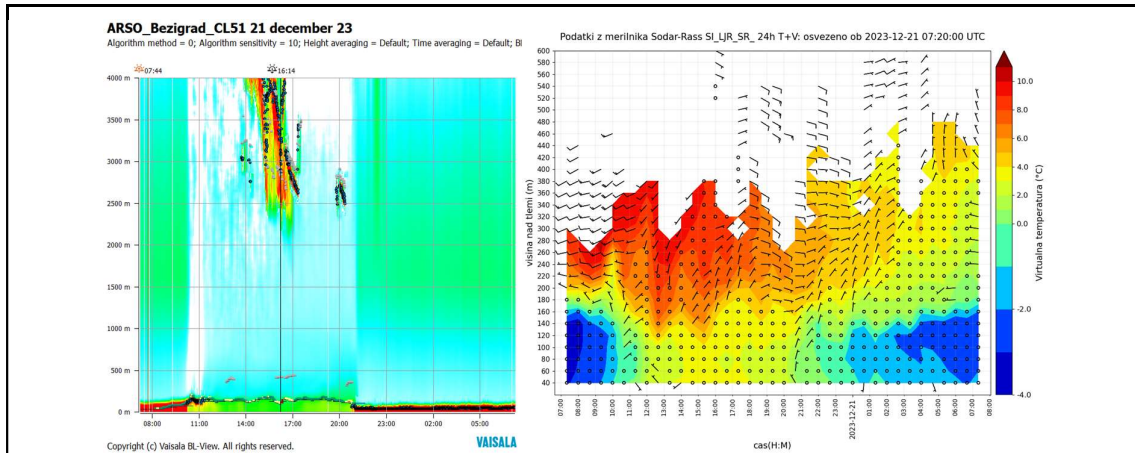 ARSO_Bezigrad_CL51 21 december 23
Algorithm method = 0; Algorithm sensitivity = 10; Height averaging = Default; Time averaging = Default; Bl
07:44
16:14
4000 m
3500 m
3000 m
2500 m
2000 m
1500 m
1000 m
500 m
0 m
08:00 11:00 14:00 17:00 20:00 23:00 02:00 05:00
Copyright (c) Vaisala BL-View. All rights reserved.
VAISALA
Podatki z merilnika Sodar-Rass SI_LJR_SR_ 24h T+V: osvezeno ob 2023-12-21 07:20:00 UTC
višina nad tlemi (m)
600
580
560
540
520
500
480
460
440
420
400
380
360
340
320
300
280
260
240
220
200
180
160
140
120
100
80
60
40
07:00 08:00 09:00 10:00 11:00 12:00 13:00 14:00 15:00 16:00 17:00 18:00 19:00 20:00 21:00 22:00 23:00 2023-12-21 01:00 02:00 03:00 04:00 05:00 06:00 07:00 08:00
cas(H:M)
10.0
8.0
6.0
4.0
2.0
0.0
-2.0
-4.0
Virtualna temperatura (°C)